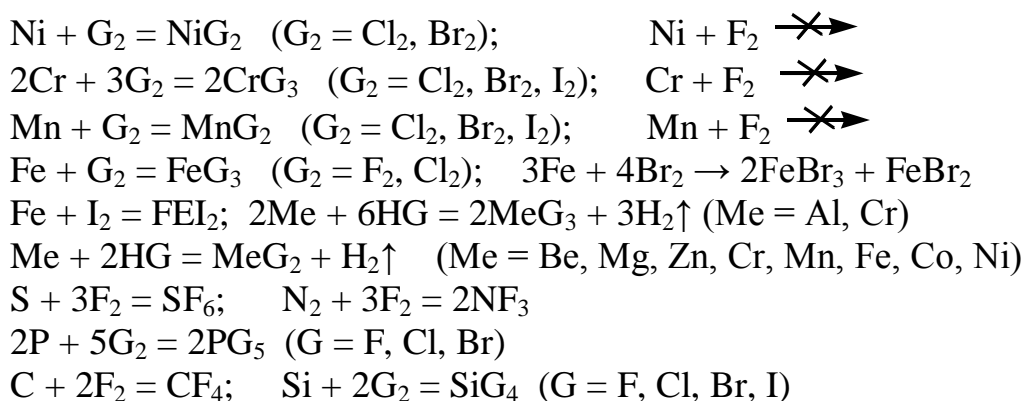 Ni + G₂ = NiG₂ (G₂ = Cl₂, Br₂); Ni + F₂
2Cr + 3G₂ = 2CrG₃ (G₂ = Cl₂, Br₂, I₂); Cr + F₂
Mn + G₂ = MnG₂ (G₂ = Cl₂, Br₂, I₂); Mn + F₂
Fe + G₂ = FeG₃ (G₂ = F₂, Cl₂); 3Fe + 4Br₂ → 2FeBr₃ + FeBr₂
Fe + I₂ = FEI₂; 2Me + 6HG = 2MeG₃ + 3H₂↑ (Me = Al, Cr)
Me + 2HG = MeG₂ + H₂↑ (Me = Be, Mg, Zn, Cr, Mn, Fe, Co, Ni)
S + 3F₂ = SF₆; N₂ + 3F₂ = 2NF₃
2P + 5G₂ = 2PG₅ (G = F, Cl, Br)
C + 2F₂ = CF₄; Si + 2G₂ = SiG₄ (G = F, Cl, Br, I)